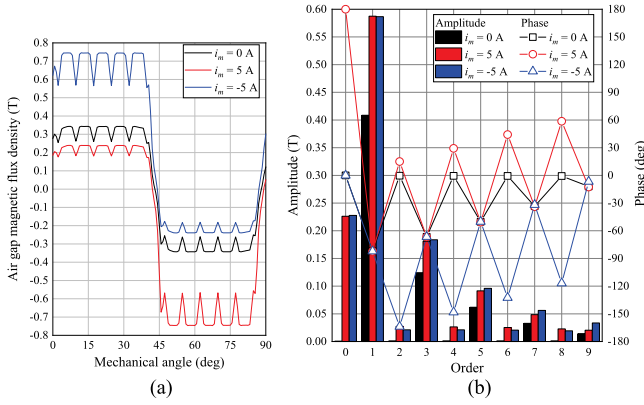 0.8
0.7
0.6
0.5
0.4
0.3
0.2
0.1
0.0
-0.1
-0.2
-0.3
-0.4
-0.5
-0.6
-0.7
-0.8
Air gap magnetic flux density (T)
0 15 30 45 60 75 90
Mechanical angle (deg)
i_m = 0 A
i_m = 5 A
i_m = -5 A
(a)
b)
0.60
0.55
0.50
0.45
0.40
0.35
0.30
0.25
0.20
0.15
0.10
0.05
0.00
Amplitude (T)
Amplitude Phase
i_m = 0 A i_m = 0 A
i_m = 5 A i_m = 5 A
i_m = -5 A i_m = -5 A
180
150
120
90
60
30
0
-30
-60
-90
-120
-150
-180
Phase (deg)
0 1 2 3 4 5 6 7 8 9
Order
(b)